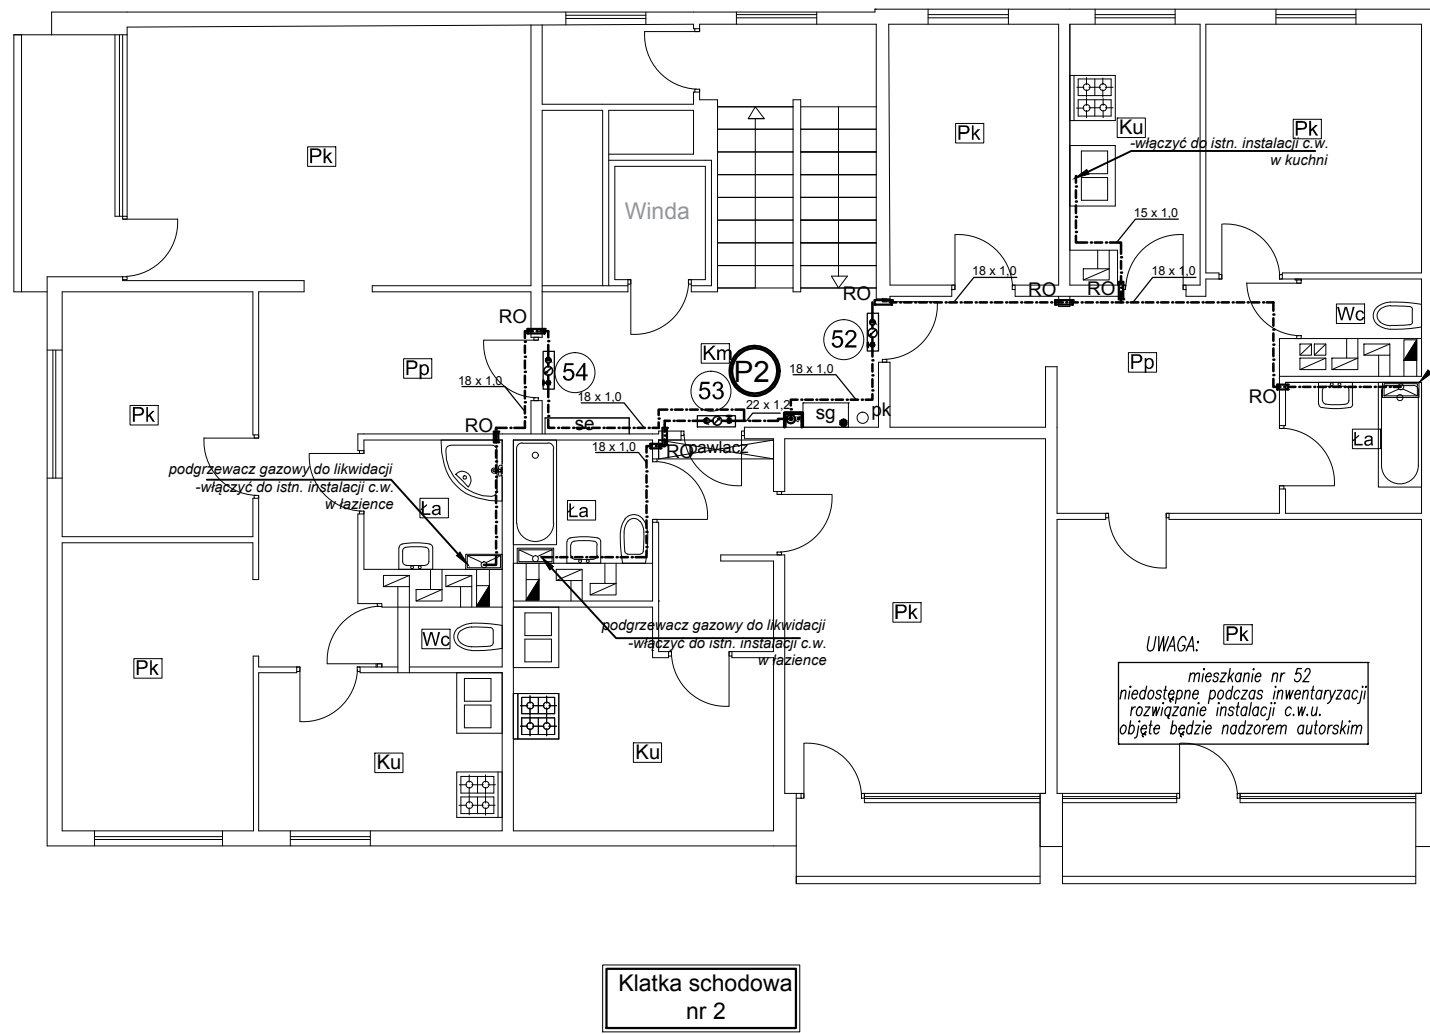 Pk
Winda
Pk
Ku
Pk
-włączyć do istn. instalacji c.w.
w kuchni
15 x 1,0
18 x 1,0
18 x 1,0
RO
RO
RO
RO
Wc
52
Km
P2
Pp
54
Pp
53
18 x 1,0
18 x 1,0
18 x 1,0
22 x 1,2
sg
pk
RO
Pk
se
RO
18 x 1,0
RO
pawlacz
Ła
podgrzewacz gazowy do likwidacji
-włączyć do istn. instalacji c.w.
w łazience
Ła
Ła
Pk
podgrzewacz gazowy do likwidacji
-włączyć do istn. instalacji c.w.
w łazience
Wc
Pk
Pk
UWAGA:
mieszkanie nr 52
niedostępne podczas inwentaryzacji
rozwiązanie instalacji c.w.u.
objęte będzie nadzorem autorskim
Ku
Ku
Klatka schodowa
nr 2